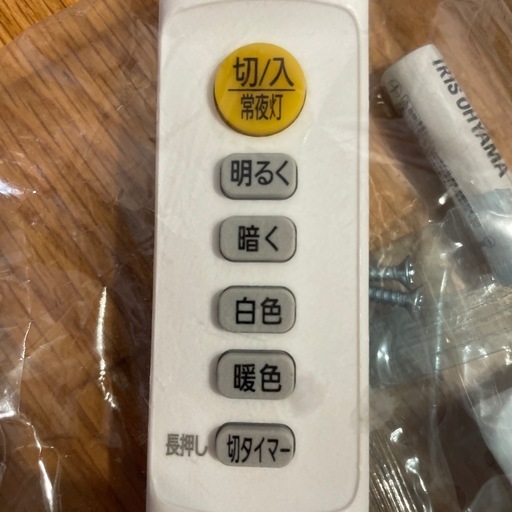 切/入
常夜灯
明るく
暗く
白色
暖色
長押し 切タイマー
IRIS OHYAMA